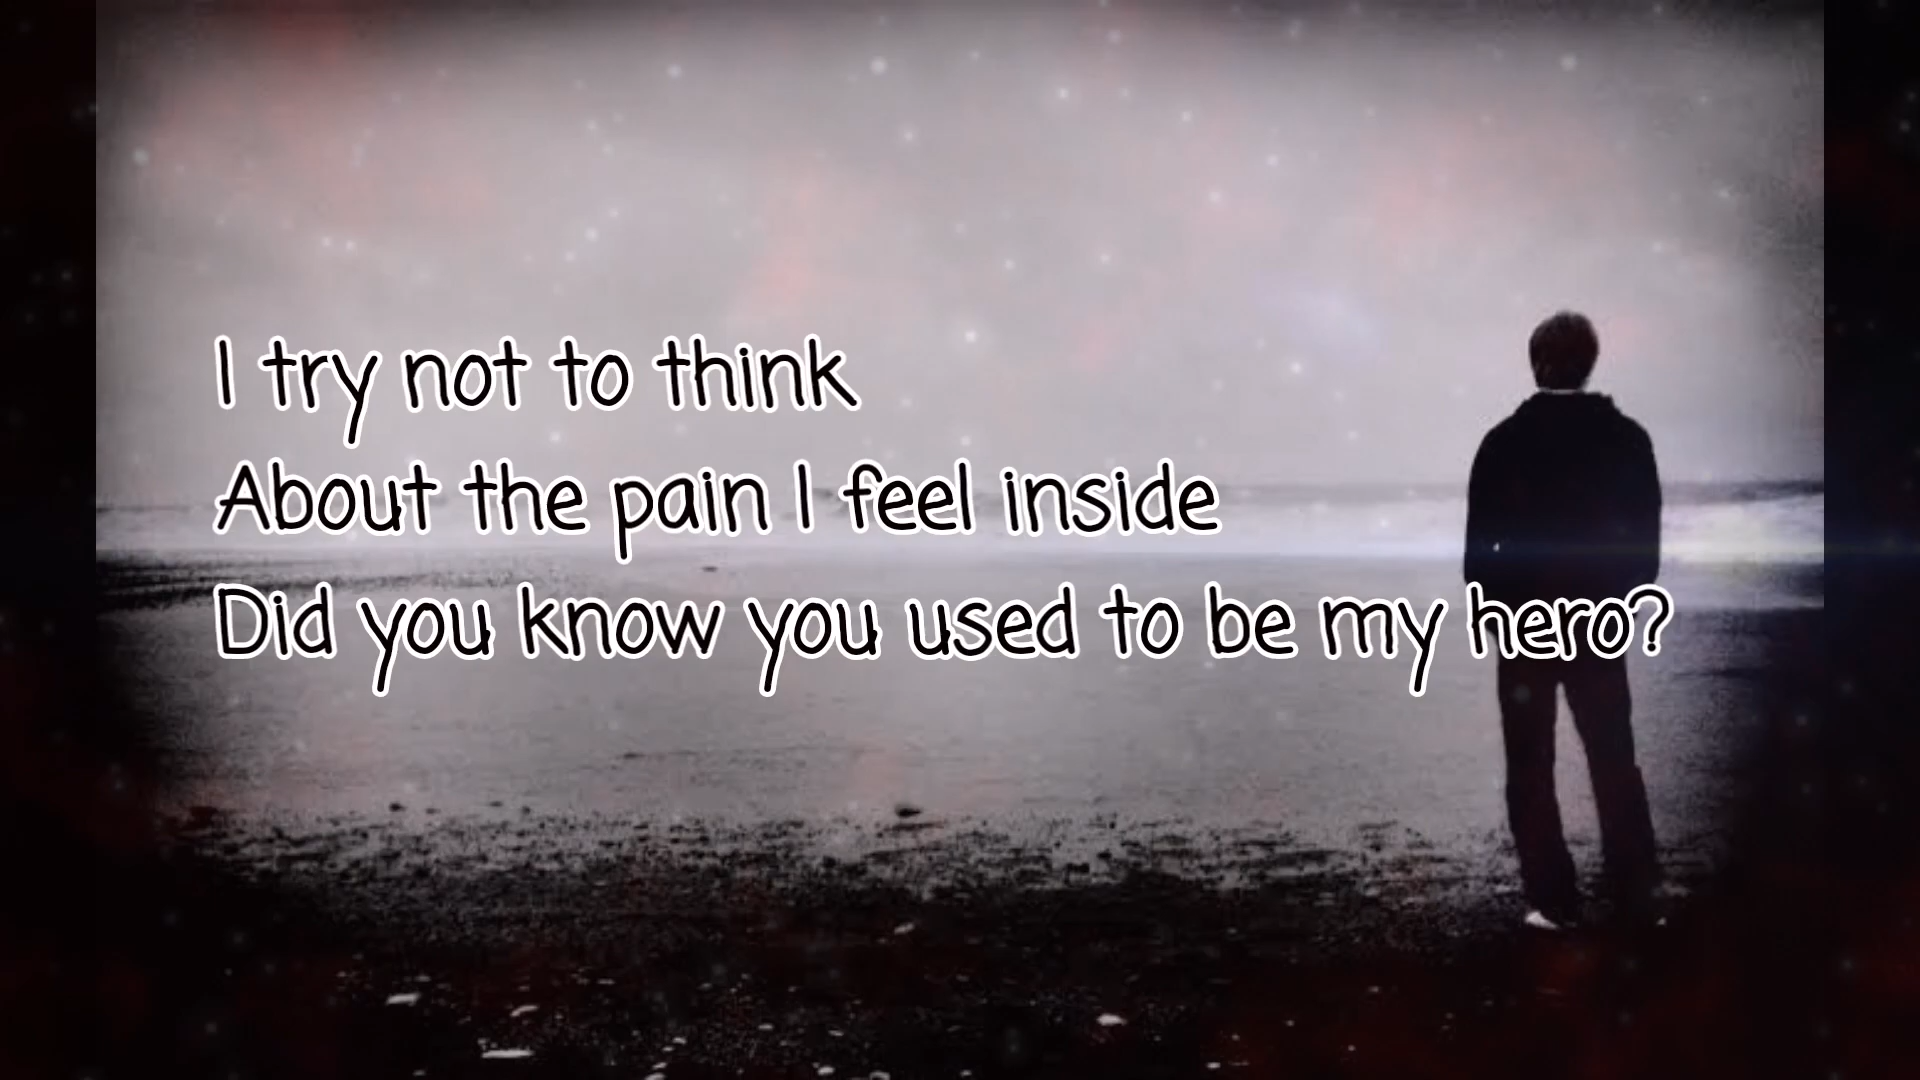 I try not to think
About the pain I feel inside
Did you know you used to be my hero?